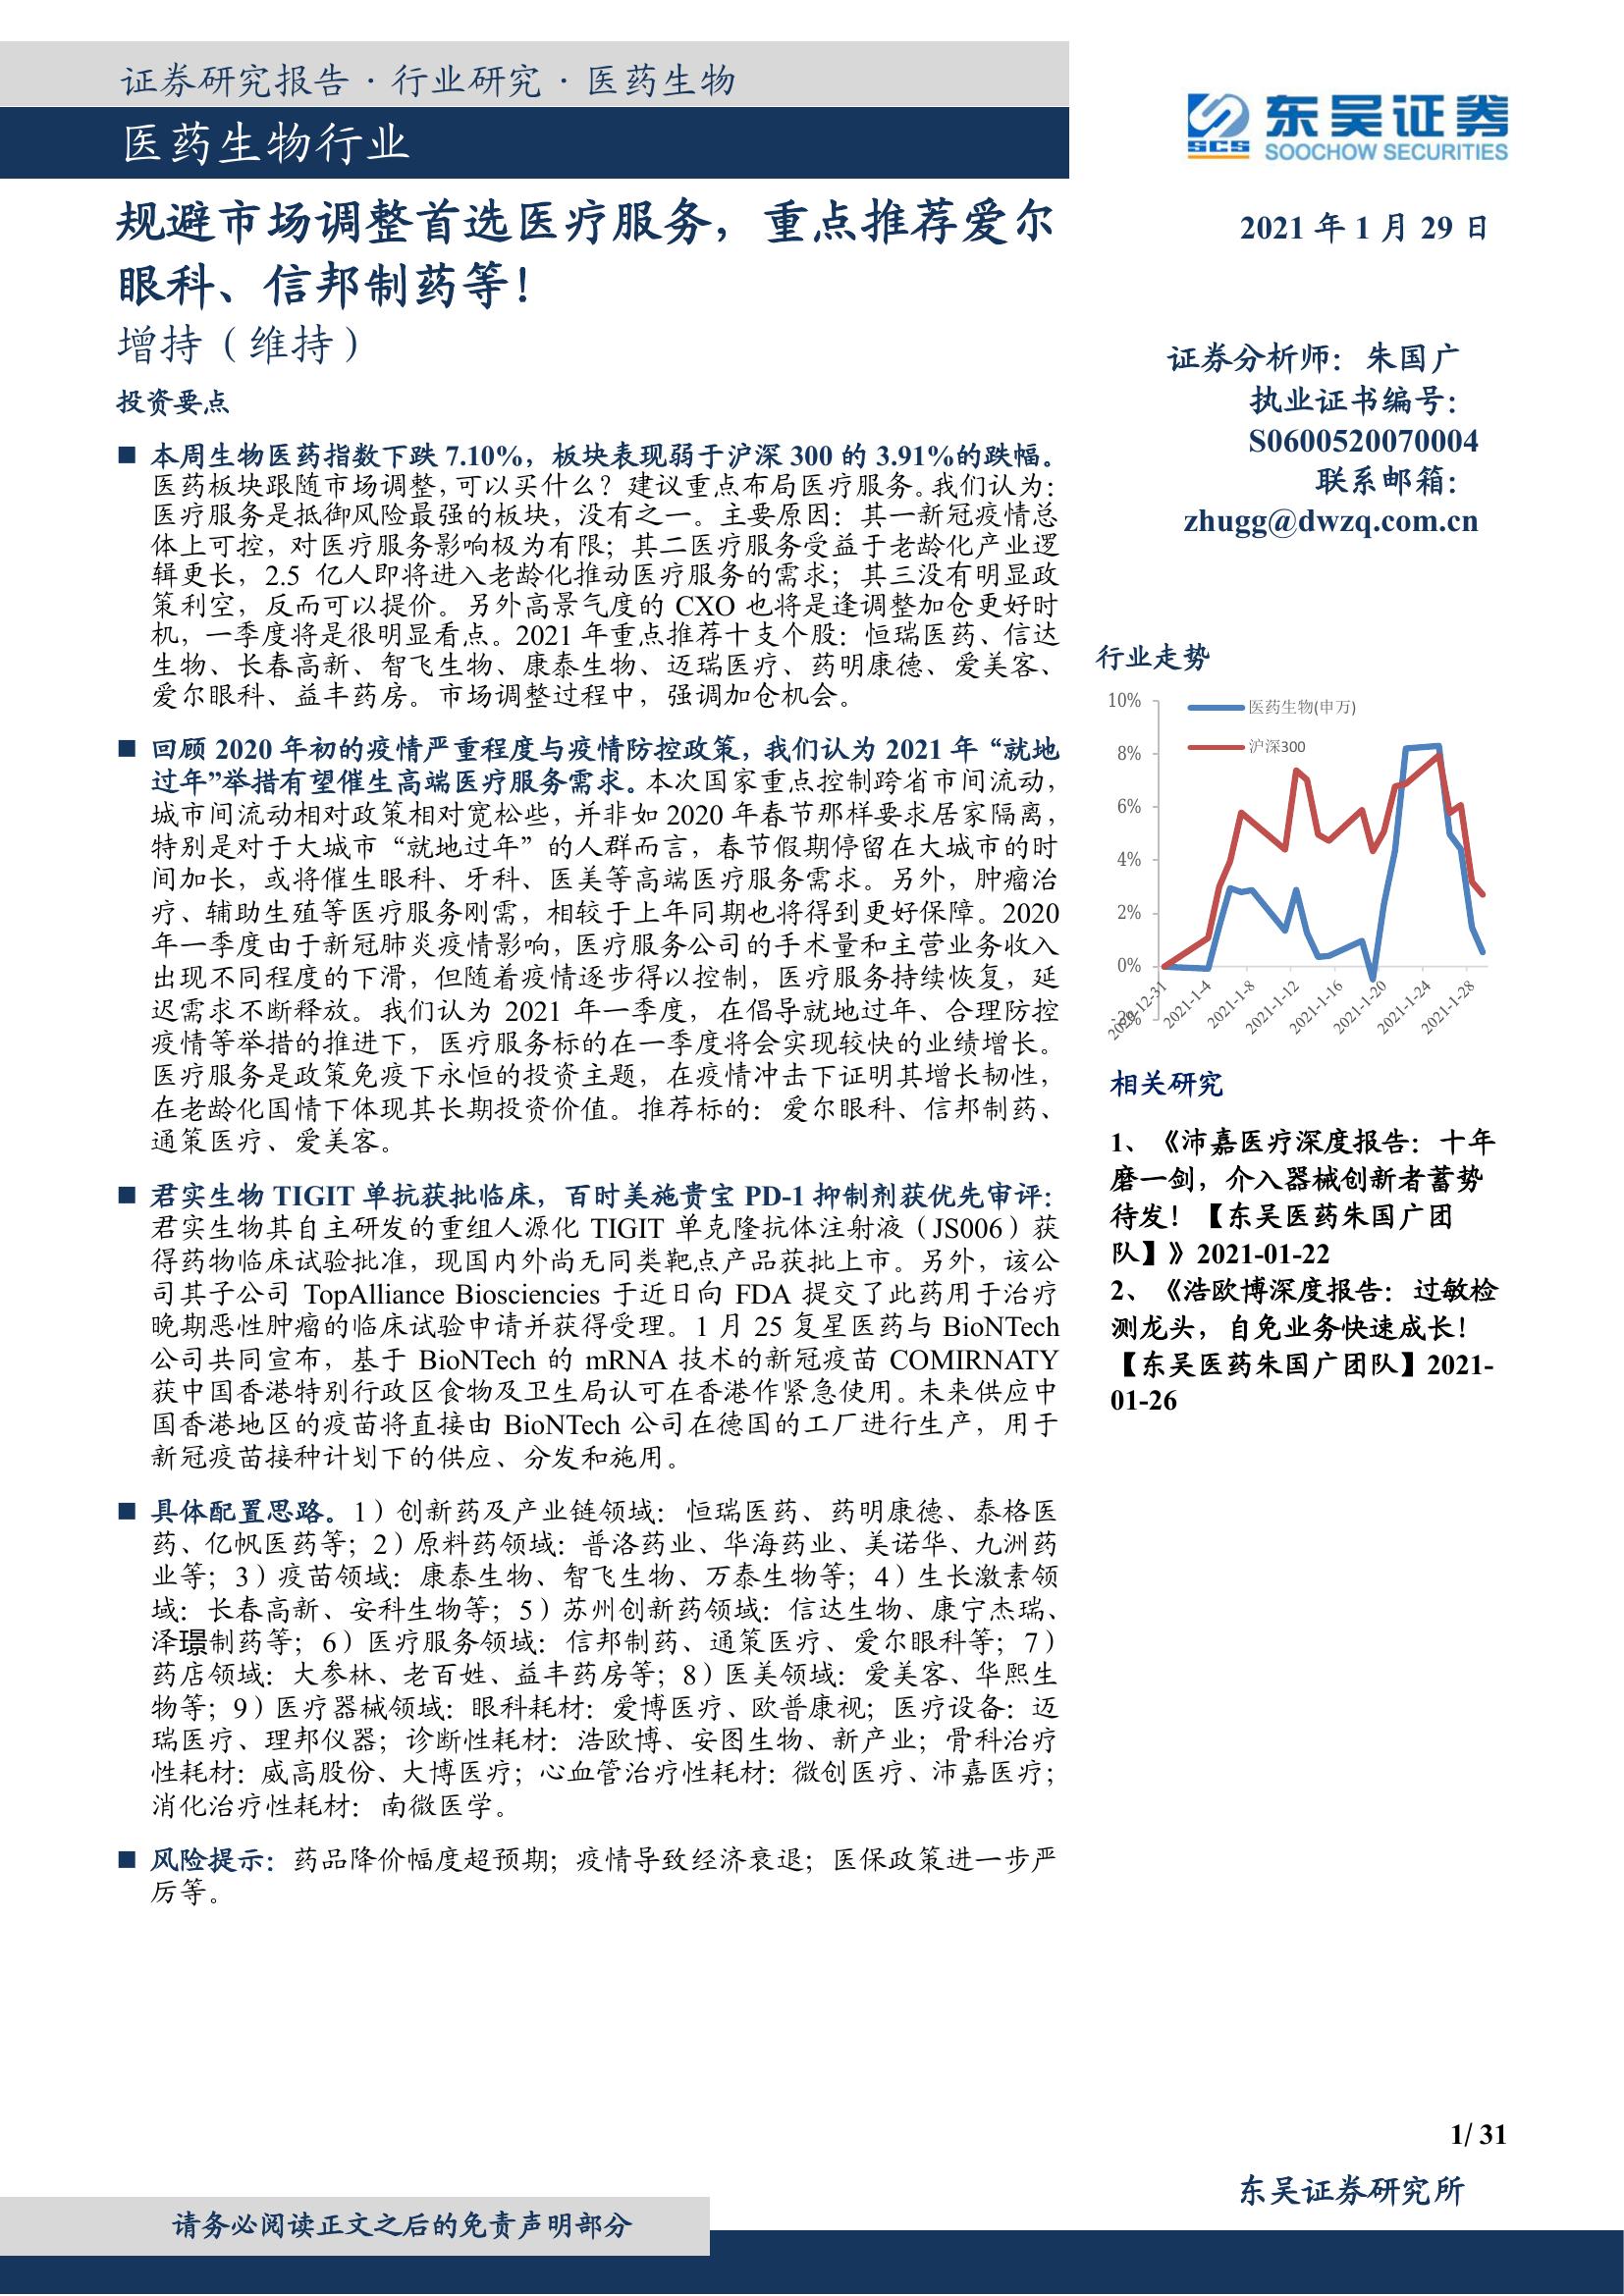 证券研究报告·行业研究·医药生物
医药生物行业
SCS
东吴证券
SOOCHOW SECURITIES
规避市场调整首选医疗服务，重点推荐爱尔
眼科、信邦制药等！
增持（维持）
投资要点
■ 本周生物医药指数下跌 7.10%，板块表现弱于沪深 300 的 3.91%的跌幅。
医药板块跟随市场调整，可以买什么？建议重点布局医疗服务。我们认为：
医疗服务是抵御风险最强的板块，没有之一。主要原因：其一新冠疫情总
体上可控，对医疗服务影响极为有限；其二医疗服务受益于老龄化产业逻
辑更长，2.5 亿人即将进入老龄化推动医疗服务的需求；其三没有明显政
策利空，反而可以提价。另外高景气度的 CXO 也将是逢调整加仓更好时
机，一季度将是很明显看点。2021 年重点推荐十支个股：恒瑞医药、信达
生物、长春高新、智飞生物、康泰生物、迈瑞医疗、药明康德、爱美客、
爱尔眼科、益丰药房。市场调整过程中，强调加仓机会。
■ 回顾 2020 年初的疫情严重程度与疫情防控政策，我们认为 2021 年“就地
过年”举措有望催生高端医疗服务需求。本次国家重点控制跨省市间流动，
城市间流动相对政策相对宽松些，并非如 2020 年春节那样要求居家隔离，
特别是对于大城市“就地过年”的人群而言，春节假期停留在大城市的时
间加长，或将催生眼科、牙科、医美等高端医疗服务需求。另外，肿瘤治
疗、辅助生殖等医疗服务刚需，相较于上年同期也将得到更好保障。2020
年一季度由于新冠肺炎疫情影响，医疗服务公司的手术量和主营业务收入
出现不同程度的下滑，但随着疫情逐步得以控制，医疗服务持续恢复，延
迟需求不断释放。我们认为 2021 年一季度，在倡导就地过年、合理防控
疫情等举措的推进下，医疗服务标的在一季度将会实现较快的业绩增长。
医疗服务是政策免疫下永恒的投资主题，在疫情冲击下证明其增长韧性，
在老龄化国情下体现其长期投资价值。推荐标的：爱尔眼科、信邦制药、
通策医疗、爱美客。
■ 君实生物 TIGIT 单抗获批临床，百时美施贵宝 PD-1 抑制剂获优先审评：
君实生物其自主研发的重组人源化 TIGIT 单克隆抗体注射液（JS006）获
得药物临床试验批准，现国内外尚无同类靶点产品获批上市。另外，该公
司其子公司 TopAlliance Biosciencies 于近日向 FDA 提交了此药用于治疗
晚期恶性肿瘤的临床试验申请并获得受理。1 月 25 复星医药与 BioNTech
公司共同宣布，基于 BioNTech 的 mRNA 技术的新冠疫苗 COMIRNATY
获中国香港特别行政区食物及卫生局认可在香港作紧急使用。未来供应中
国香港地区的疫苗将直接由 BioNTech 公司在德国的工厂进行生产，用于
新冠疫苗接种计划下的供应、分发和施用。
■ 具体配置思路。1）创新药及产业链领域：恒瑞医药、药明康德、泰格医
药、亿帆医药等；2）原料药领域：普洛药业、华海药业、美诺华、九洲药
业等；3）疫苗领域：康泰生物、智飞生物、万泰生物等；4）生长激素领
域：长春高新、安科生物等；5）苏州创新药领域：信达生物、康宁杰瑞、
泽璟制药等；6）医疗服务领域：信邦制药、通策医疗、爱尔眼科等；7）
药店领域：大参林、老百姓、益丰药房等；8）医美领域：爱美客、华熙生
物等；9）医疗器械领域：眼科耗材：爱博医疗、欧普康视；医疗设备：迈
瑞医疗、理邦仪器；诊断性耗材：浩欧博、安图生物、新产业；骨科治疗
性耗材：威高股份、大博医疗；心血管治疗性耗材：微创医疗、沛嘉医疗；
消化治疗性耗材：南微医学。
■ 风险提示：药品降价幅度超预期；疫情导致经济衰退；医保政策进一步严
厉等。
2021 年 1 月 29 日
证券分析师：朱国广
执业证书编号：
S0600520070004
联系邮箱：
zhugg@dwzq.com.cn
行业走势
医药生物(申万)
沪深300
10%
8%
6%
4%
2%
0%
-2%
2020-12-31
2021-1-4
2021-1-8
2021-1-12
2021-1-16
2021-1-20
2021-1-24
2021-1-28
相关研究
1、《沛嘉医疗深度报告：十年
磨一剑，介入器械创新者蓄势
待发！【东吴医药朱国广团
队】》2021-01-22
2、《浩欧博深度报告：过敏检
测龙头，自免业务快速成长！
【东吴医药朱国广团队】2021-
01-26
1/ 31
东吴证券研究所
请务必阅读正文之后的免责声明部分